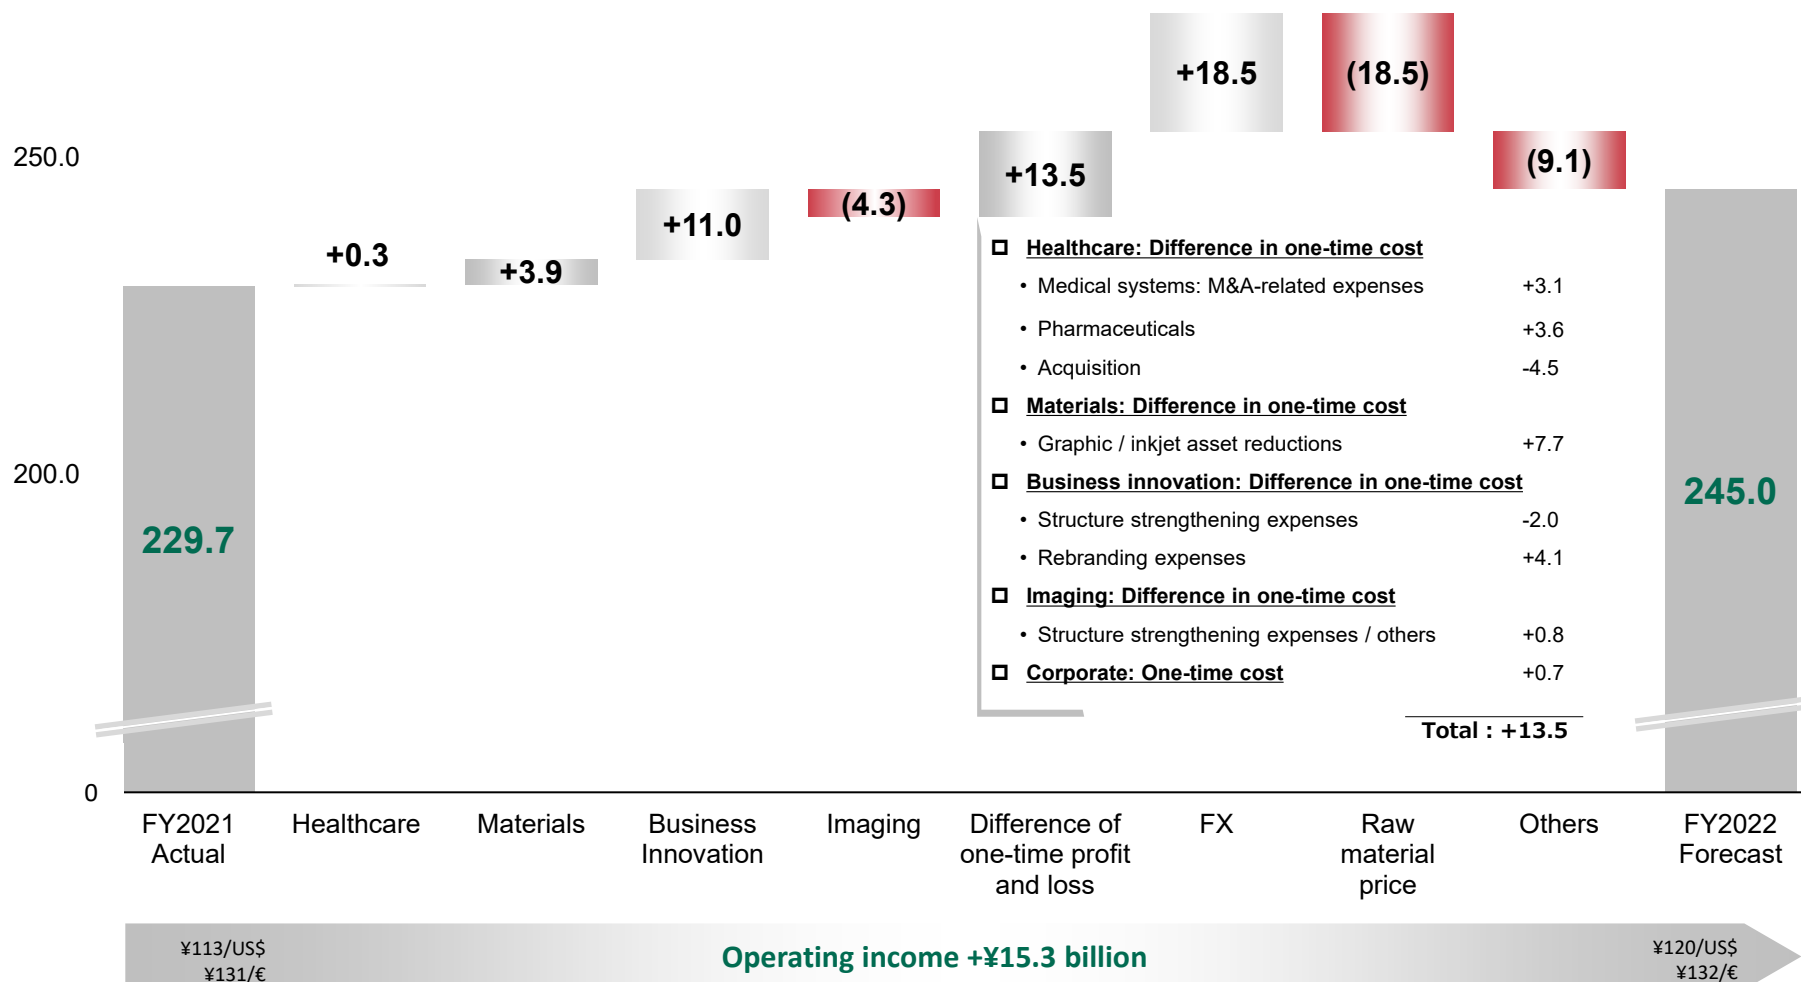 +18.5
(18.5)
250.0
+13.5
(9.1)
(4.3)
+11.0
+0.3
+3.9
Healthcare: Difference in one-time cost
• Medical systems: M&A-related expenses +3.1
• Pharmaceuticals +3.6
• Acquisition -4.5
Materials: Difference in one-time cost
• Graphic / inkjet asset reductions +7.7
200.0
Business innovation: Difference in one-time cost
245.0
• Structure strengthening expenses -2.0
229.7
• Rebranding expenses +4.1
Imaging: Difference in one-time cost
• Structure strengthening expenses / others +0.8
Corporate: One-time cost +0.7
Total : +13.5
0
FY2021
Actual
Healthcare
Materials
Business
Innovation
Imaging
Difference of
one-time profit
and loss
FX
Raw
material
price
Others
FY2022
Forecast
¥113/US$
¥131/€
Operating income +¥15.3 billion
¥120/US$
¥132/€